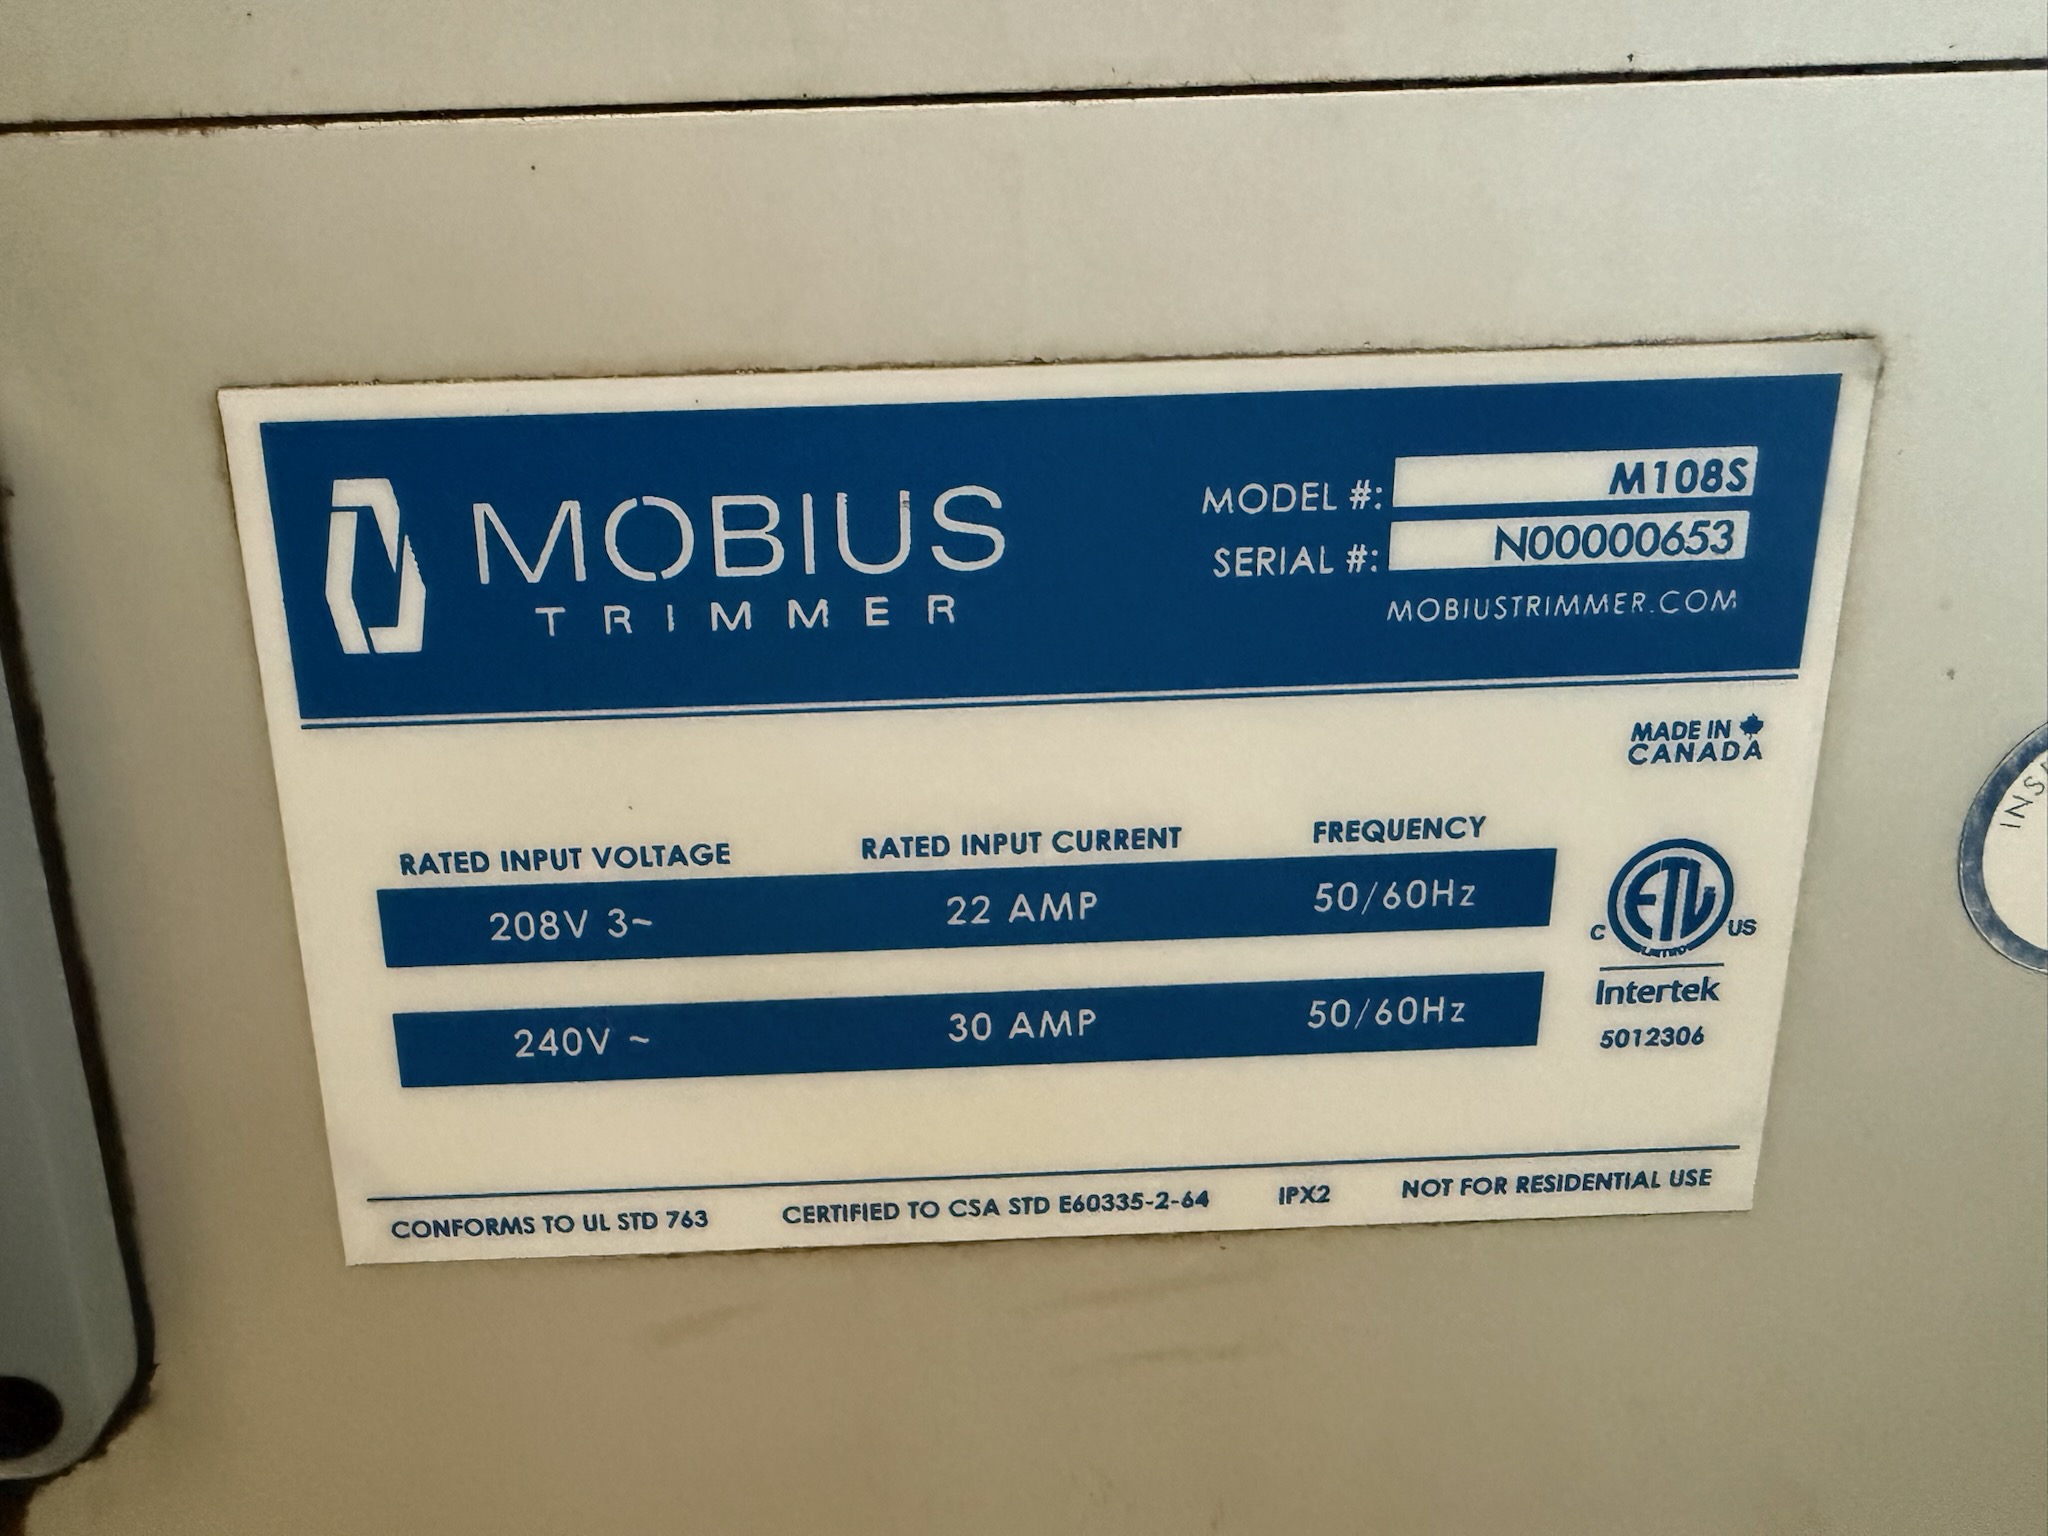 MOBIUS
TRIMMER
MODEL #: M108S
SERIAL #: N00000653
MOBIUSTRIMMER.COM
MADE IN
CANADA
RATED INPUT VOLTAGE RATED INPUT CURRENT FREQUENCY
208V 3~ 22 AMP 50/60Hz
240V ~ 30 AMP 50/60Hz
C ETL US
Intertek
5012306
CONFORMS TO UL STD 763 CERTIFIED TO CSA STD E60335-2-64 IPX2 NOT FOR RESIDENTIAL USE